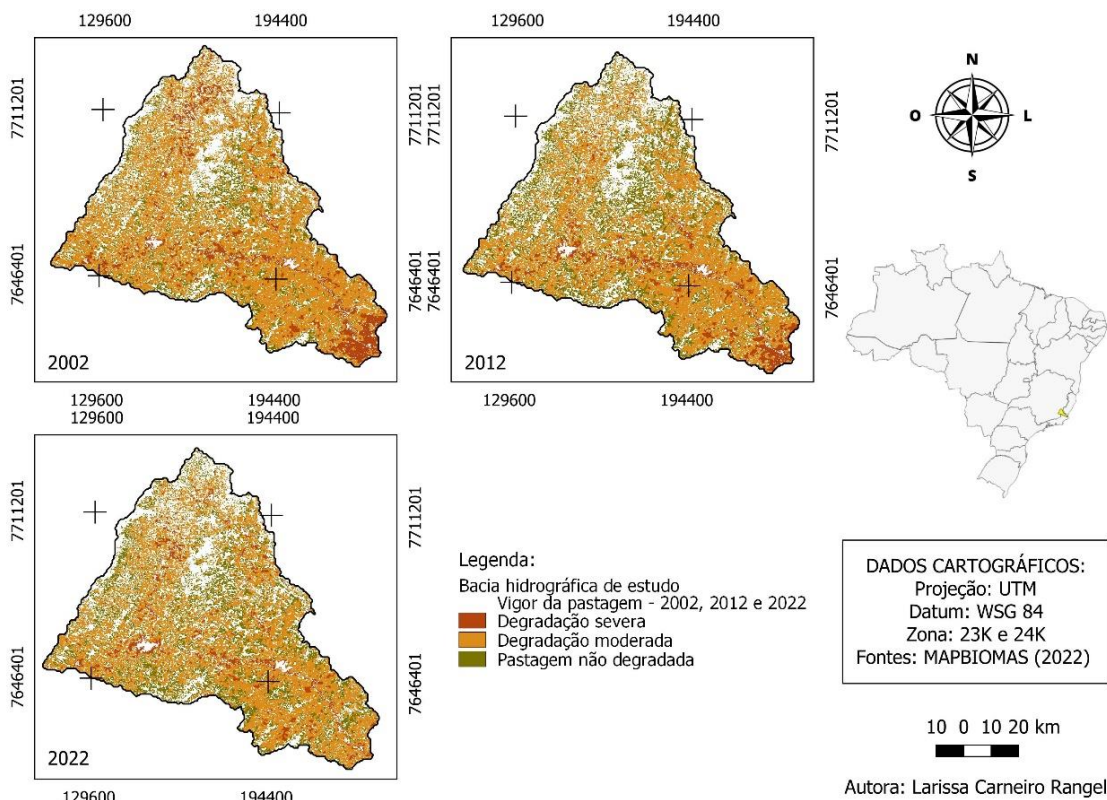 129600 194400
129600 194400
7711201
7646401
7711201
7711201
7646401
7646401
7711201
7646401
2002
2012
N
O L
S
194400
129600
129600 194400
129600 194400
7711201
7646401
7711201
7646401
2022
129600 194400
Legenda:
Bacia hidrográfica de estudo
Vigor da pastagem - 2002, 2012 e 2022
Degradação severa
Degradação moderada
Pastagem não degradada
DADOS CARTOGRÁFICOS:
Projeção: UTM
Datum: WSG 84
Zona: 23K e 24K
Fontes: MAPBIOMAS (2022)
10 0 10 20 km
Autora: Larissa Carneiro Rangel